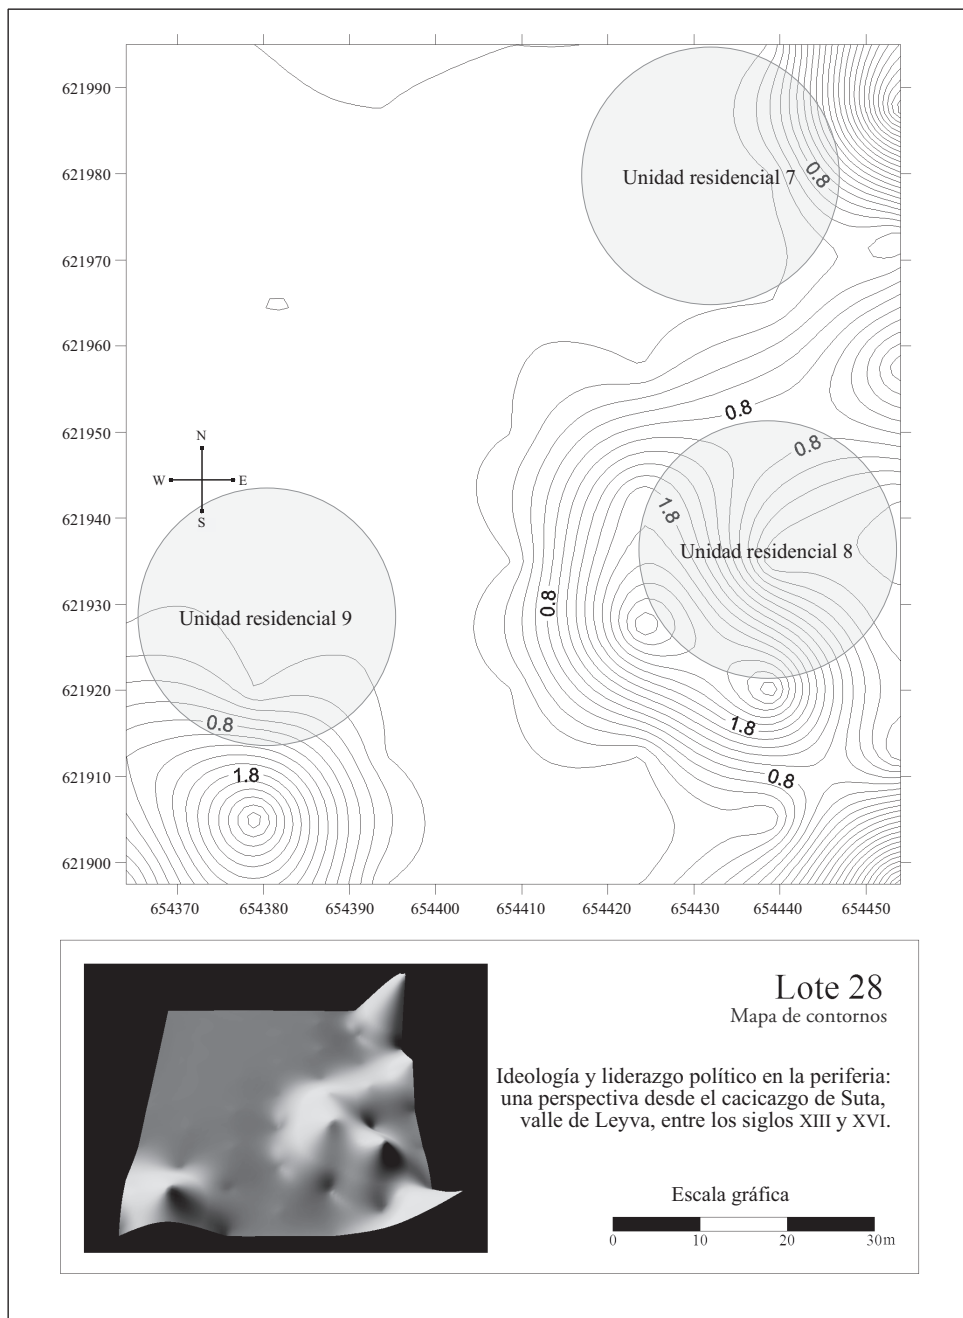 621990
621980
Unidad residencial 7
0.8
621970
621960
0.8
621950
0.8
N
W
E
S
1.8
621940
Unidad residencial 8
621930
0.8
Unidad residencial 9
621920
0.8
1.8
621910
1.8
0.8
621900
654370 654380 654390 654400 654410 654420 654430 654440 654450
Lote 28
Mapa de contornos
Ideología y liderazgo político en la periferia:
una perspectiva desde el cacicazgo de Suta,
valle de Leyva, entre los siglos XIII y XVI.
Escala gráfica
0 10 20 30m